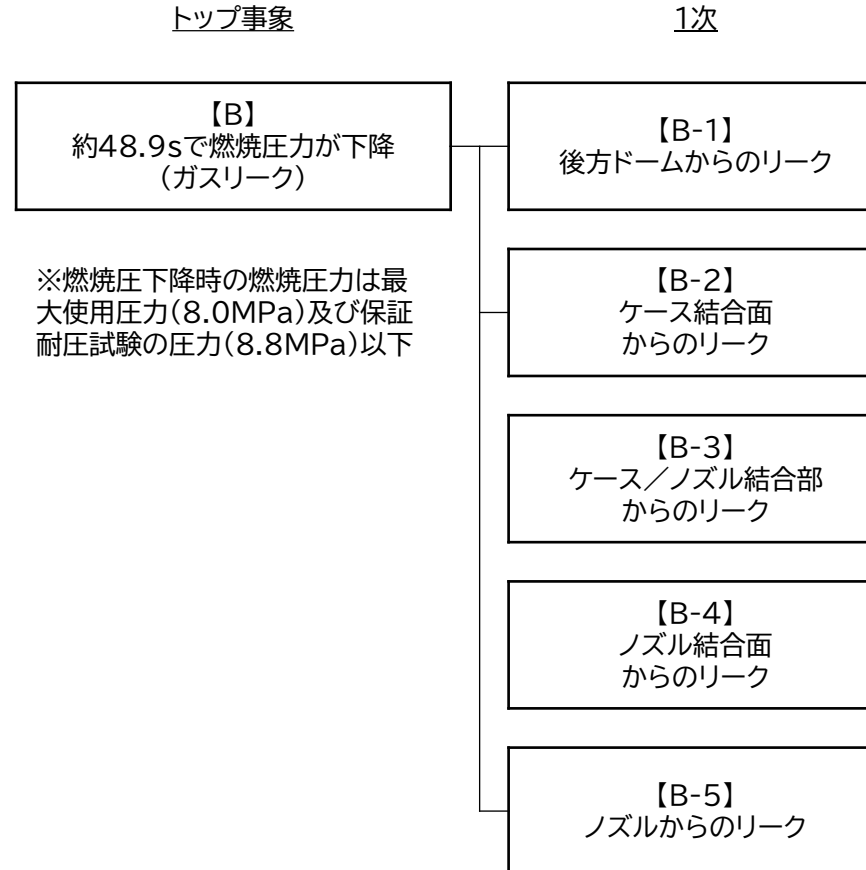 トップ事象
1次
【B】
約48.9sで燃焼圧力が下降
(ガスリーク)
※燃焼圧下降時の燃焼圧力は最
大使用圧力(8.0MPa)及び保証
耐圧試験の圧力(8.8MPa)以下
【B-1】
後方ドームからのリーク
【B-2】
ケース結合面
からのリーク
【B-3】
ケース／ノズル結合部
からのリーク
【B-4】
ノズル結合面
からのリーク
【B-5】
ノズルからのリーク